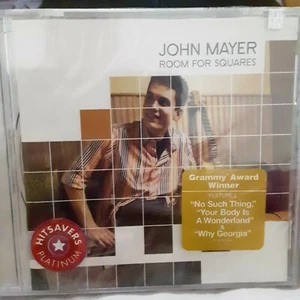 JOHN MAYER
ROOM FOR SQUARES
Grammy Award
Winner
"No Such Thing,"
"Your Body Is
A Wonderland"
&
"Why Georgia"
HITSAVERS
PLATINUM